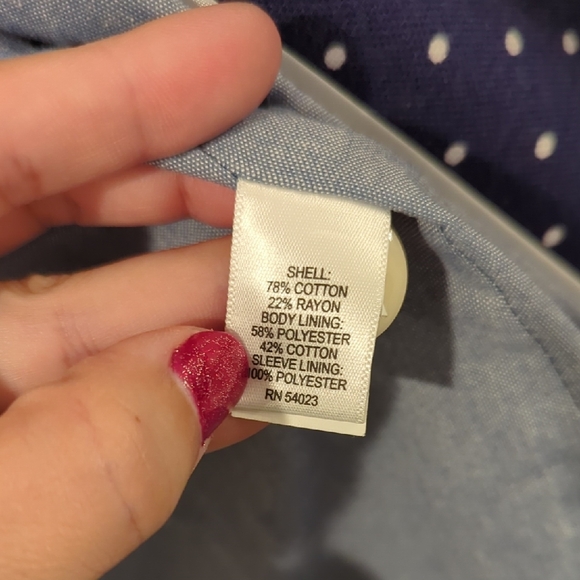 SHELL:
78% COTTON
22% RAYON
BODY LINING:
58% POLYESTER
42% COTTON
SLEEVE LINING:
100% POLYESTER
RN 54023